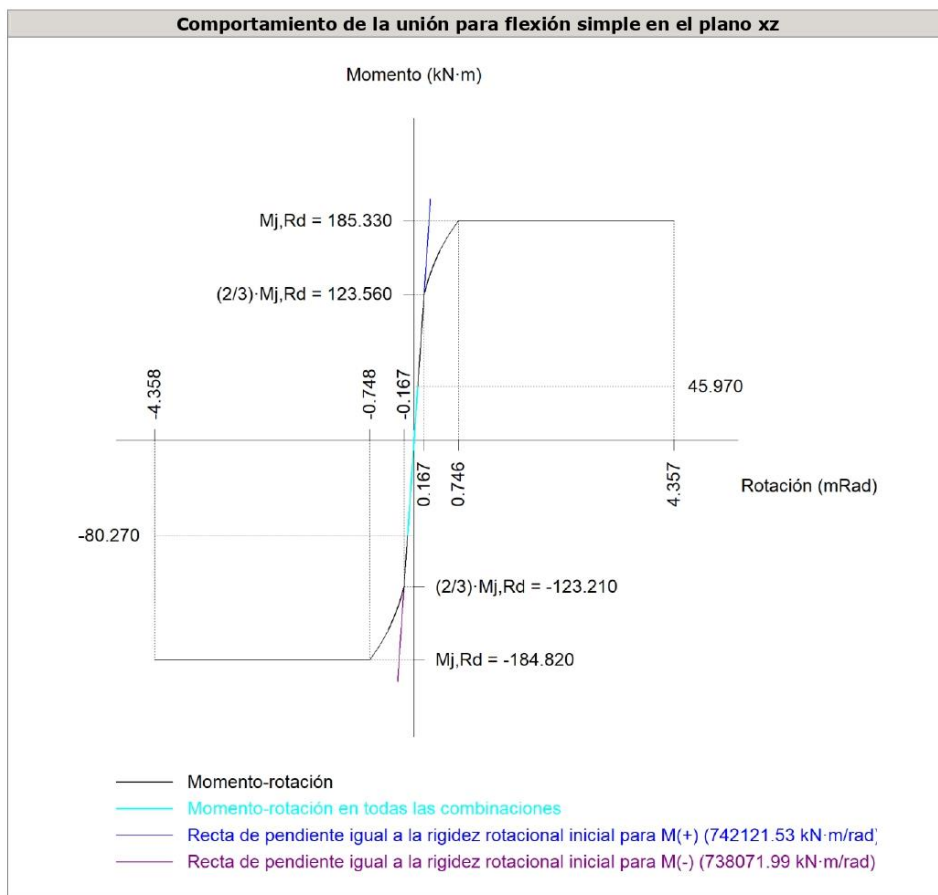 Comportamiento de la unión para flexión simple en el plano xz
Momento (kN·m)
Mj,Rd = 185.330
(2/3)·Mj,Rd = 123.560
-4.358
-0.748
-0.167
45.970
0.167
0.746
4.357
Rotación (mRad)
-80.270
(2/3)·Mj,Rd = -123.210
Mj,Rd = -184.820
Momento-rotación
Momento-rotación en todas las combinaciones
Recta de pendiente igual a la rigidez rotacional inicial para M(+) (742121.53 kN·m/rad)
Recta de pendiente igual a la rigidez rotacional inicial para M(-) (738071.99 kN·m/rad)